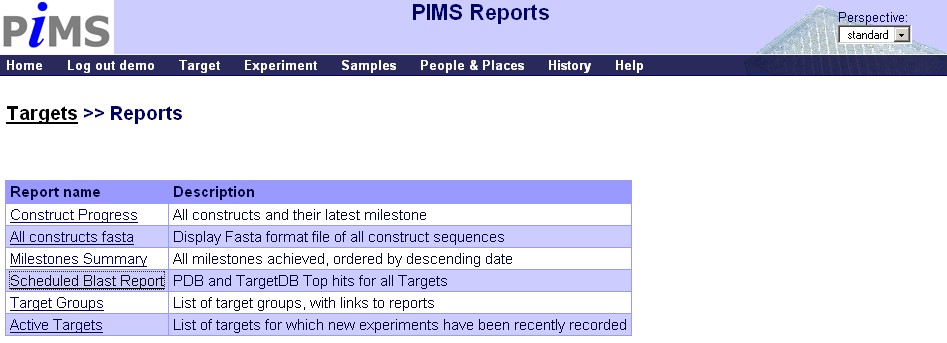 PiMS
PIMS Reports
Perspective:
standard
Home Log out demo Target Experiment Samples People & Places History Help
Targets >> Reports
Report name Description
Construct Progress All constructs and their latest milestone
All constructs fasta Display Fasta format file of all construct sequences
Milestones Summary All milestones achieved, ordered by descending date
Scheduled Blast Report PDB and TargetDB Top hits for all Targets
Target Groups List of target groups, with links to reports
Active Targets List of targets for which new experiments have been recently recorded